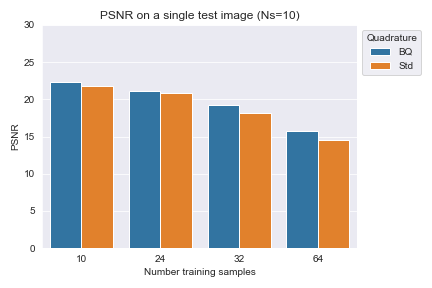 PSNR on a single test image (Ns=10)
Quadrature
BQ
Std
PSNR
30
25
20
15
10
5
0
10 24 32 64
Number training samples